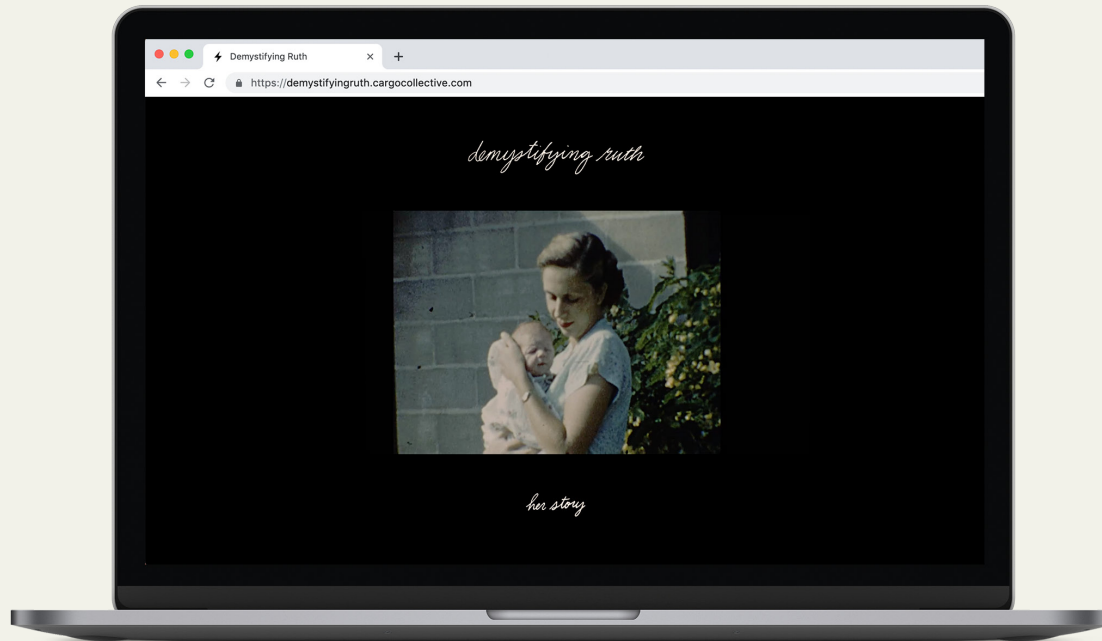 Demystifying Ruth
https://demystifyingruth.cargocollective.com
demystifying ruth
her story